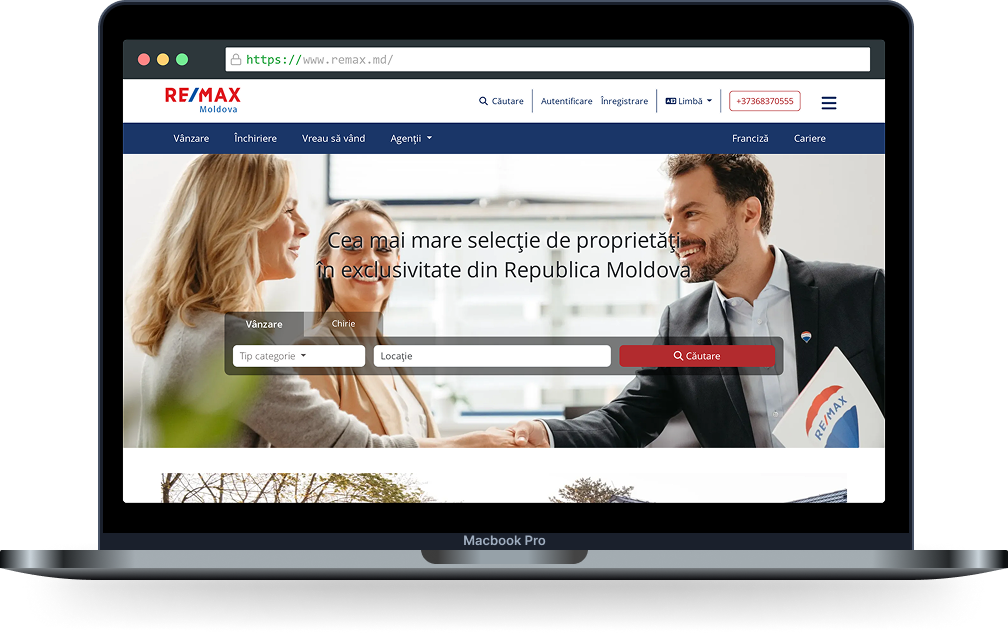 https://www.remax.md/
RE/MAX
Moldova
Căutare
Autentificare
Înregistrare
Limbă
+37368370555
Vânzare
Închiriere
Vreau să vând
Agenții
Franciză
Cariere
Cea mai mare selecţie de proprietăţi
în exclusivitate din Republica Moldova
Vânzare
Chirie
Tip categorie
Locaţie
Căutare
RE/MAX
Macbook Pro